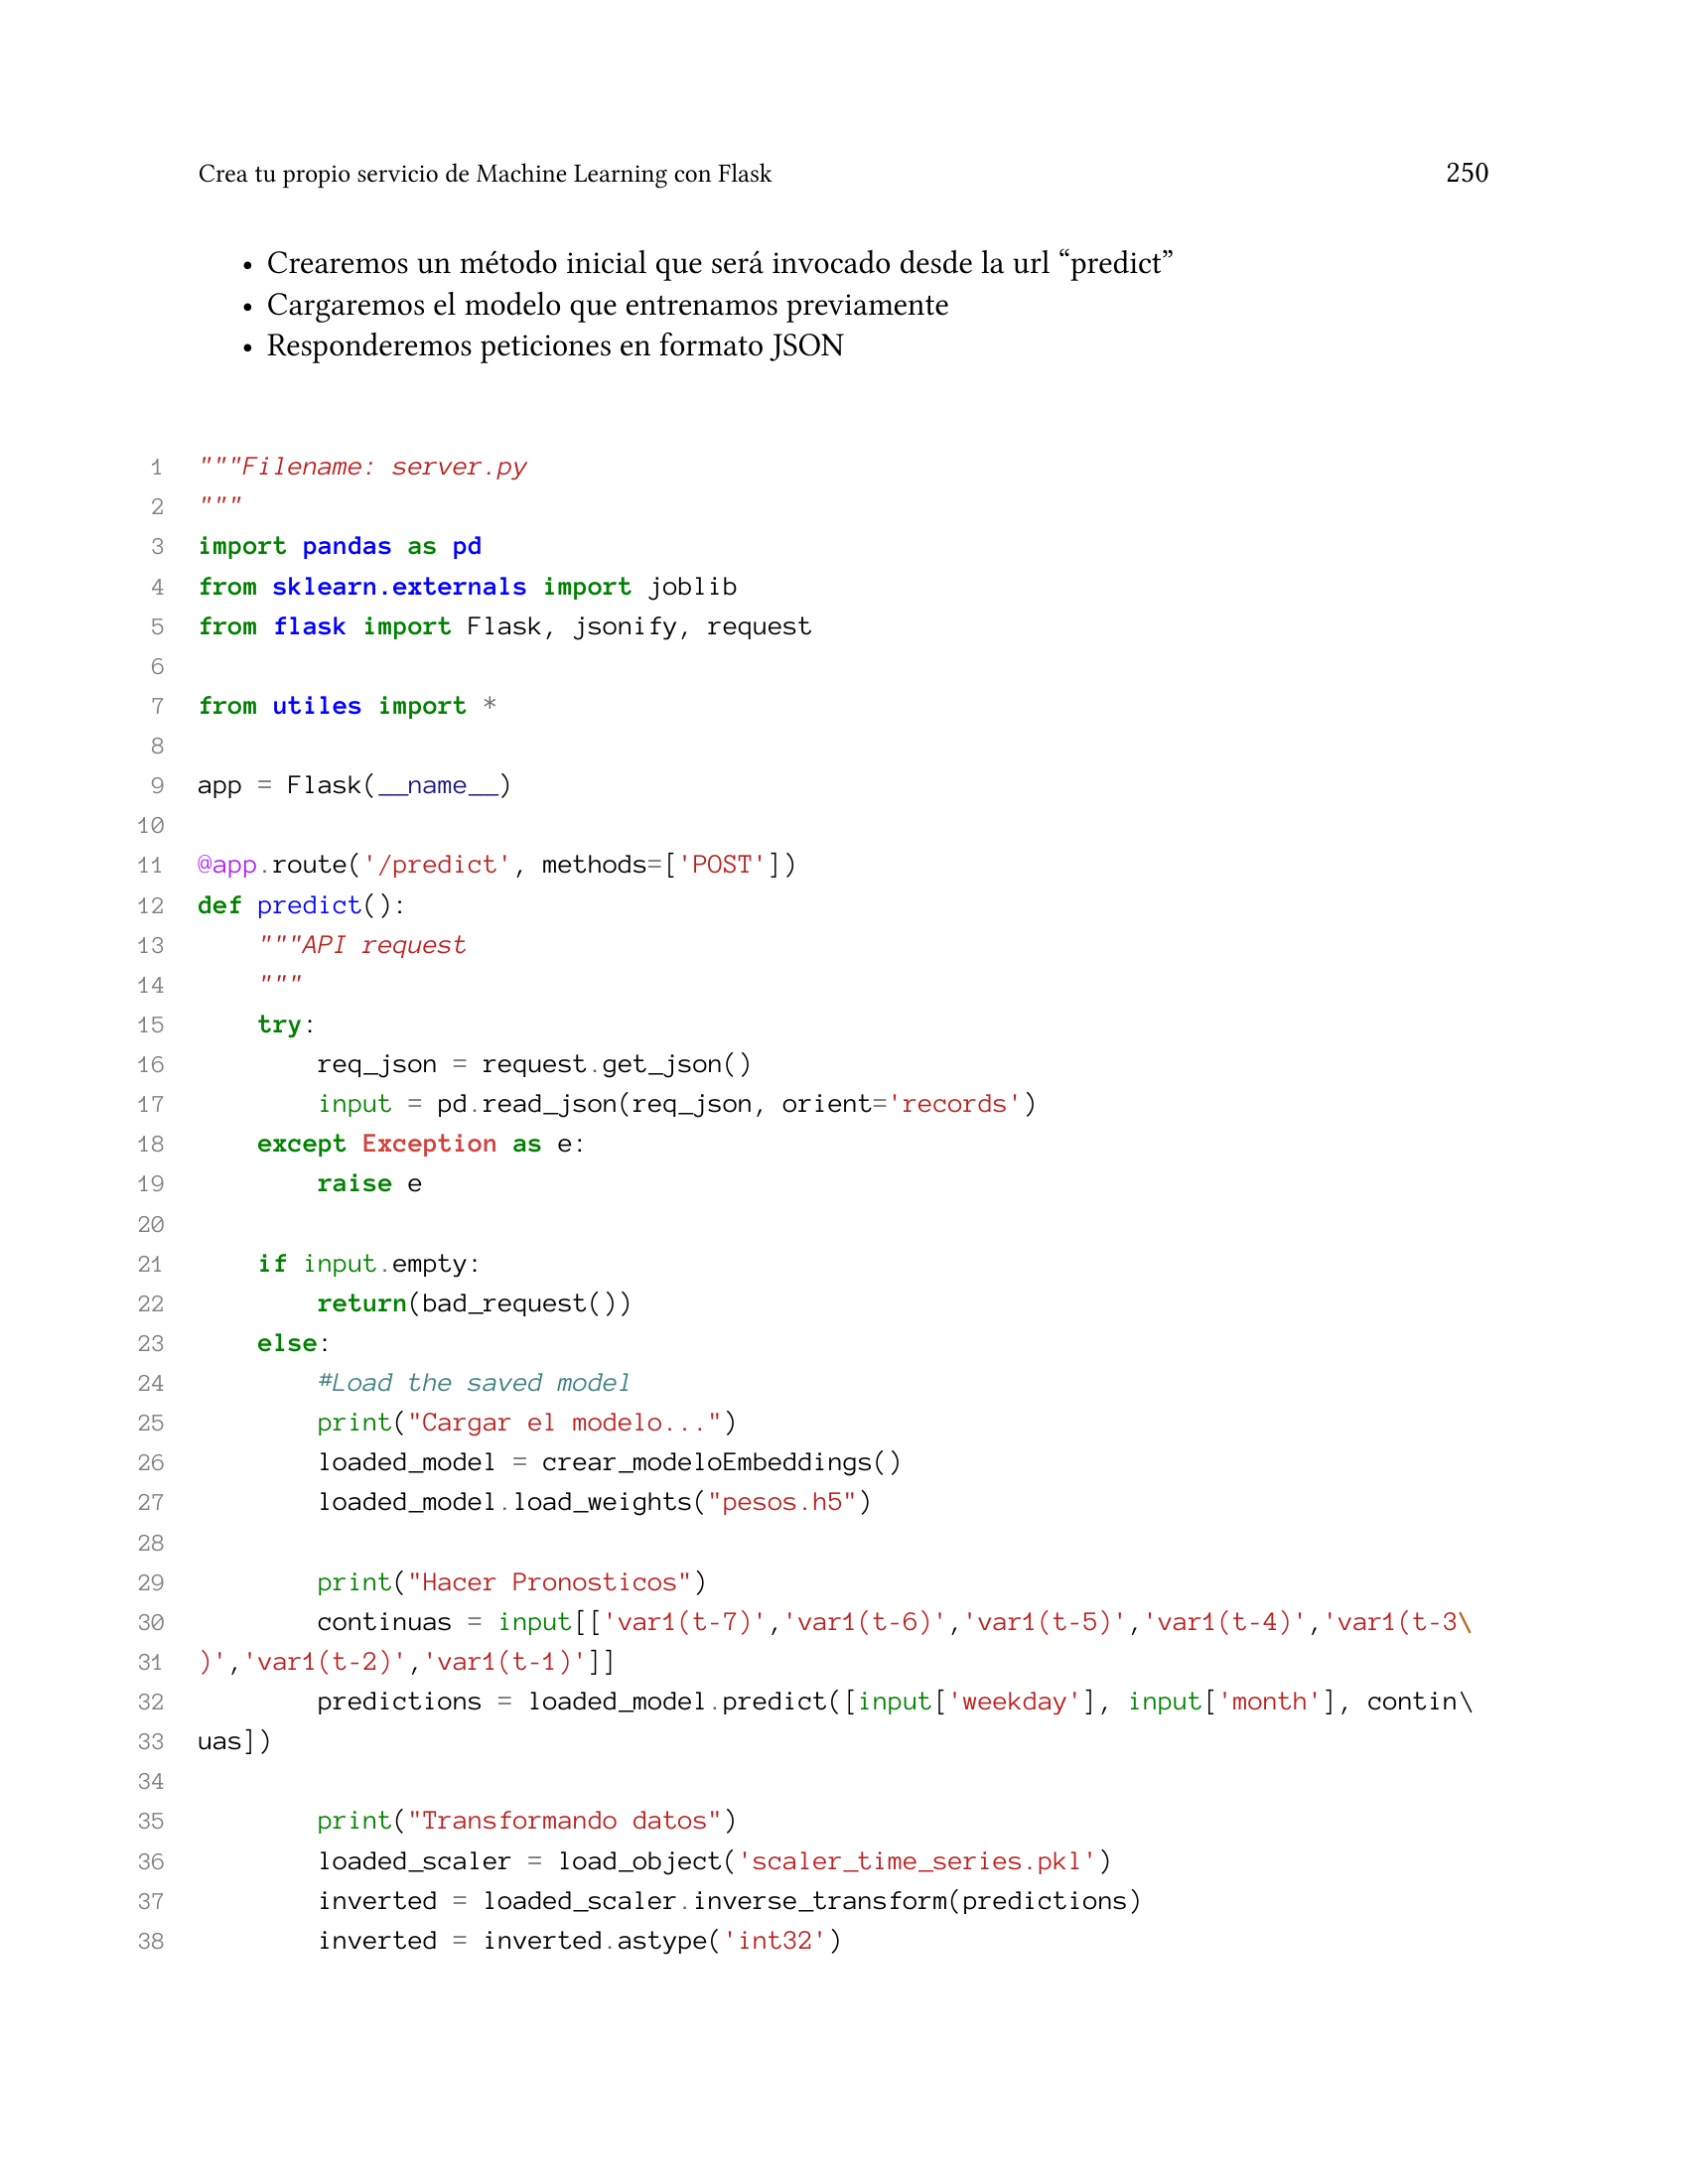 Crea tu propio servicio de Machine Learning con Flask 250
• Crearemos un método inicial que será invocado desde la url “predict”
• Cargaremos el modelo que entrenamos previamente
• Responderemos peticiones en formato JSON
1 """Filename: server.py
2 """
3 import pandas as pd
4 from sklearn.externals import joblib
5 from flask import Flask, jsonify, request
6
7 from utiles import *
8
9 app = Flask(__name__)
10
11 @app.route('/predict', methods=['POST'])
12 def predict():
13     """API request
14     """
15     try:
16         req_json = request.get_json()
17         input = pd.read_json(req_json, orient='records')
18     except Exception as e:
19         raise e
20
21     if input.empty:
22         return(bad_request())
23     else:
24         #Load the saved model
25         print("Cargar el modelo...")
26         loaded_model = crear_modeloEmbeddings()
27         loaded_model.load_weights("pesos.h5")
28
29         print("Hacer Pronosticos")
30         continuas = input[['var1(t-7)','var1(t-6)','var1(t-5)','var1(t-4)','var1(t-3\
31 )','var1(t-2)','var1(t-1)']]
32         predictions = loaded_model.predict([input['weekday'], input['month'], contin\
33 uas])
34
35         print("Transformando datos")
36         loaded_scaler = load_object('scaler_time_series.pkl')
37         inverted = loaded_scaler.inverse_transform(predictions)
38         inverted = inverted.astype('int32')